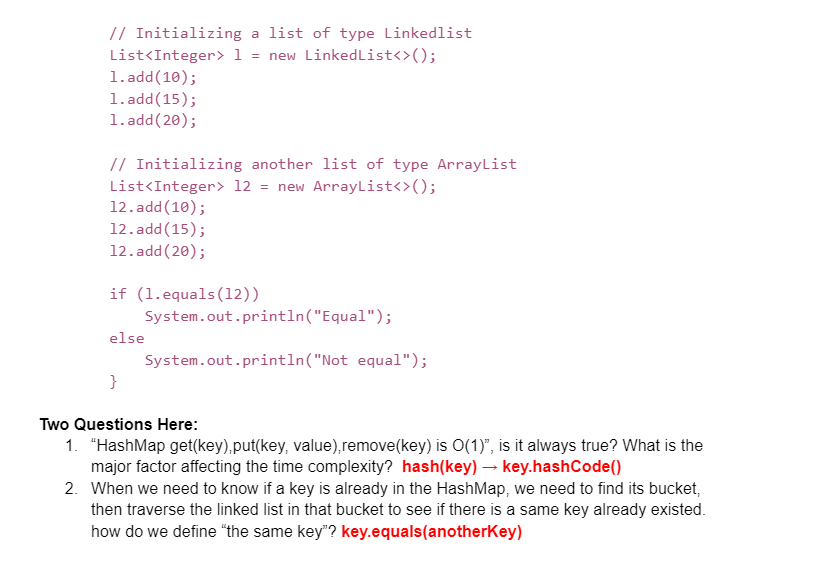 // Initializing a list of type Linkedlist
List<Integer> l = new LinkedList<>();
l.add(10);
l.add(15);
l.add(20);
// Initializing another list of type ArrayList
List<Integer> l2 = new ArrayList<>();
l2.add(10);
l2.add(15);
l2.add(20);
if (l.equals(l2))
System.out.println("Equal");
else
System.out.println("Not equal");
}
Two Questions Here:
1. “HashMap get(key),put(key, value),remove(key) is O(1)”, is it always true? What is the
major factor affecting the time complexity? hash(key) → key.hashCode()
2. When we need to know if a key is already in the HashMap, we need to find its bucket,
then traverse the linked list in that bucket to see if there is a same key already existed.
how do we define “the same key”? key.equals(anotherKey)